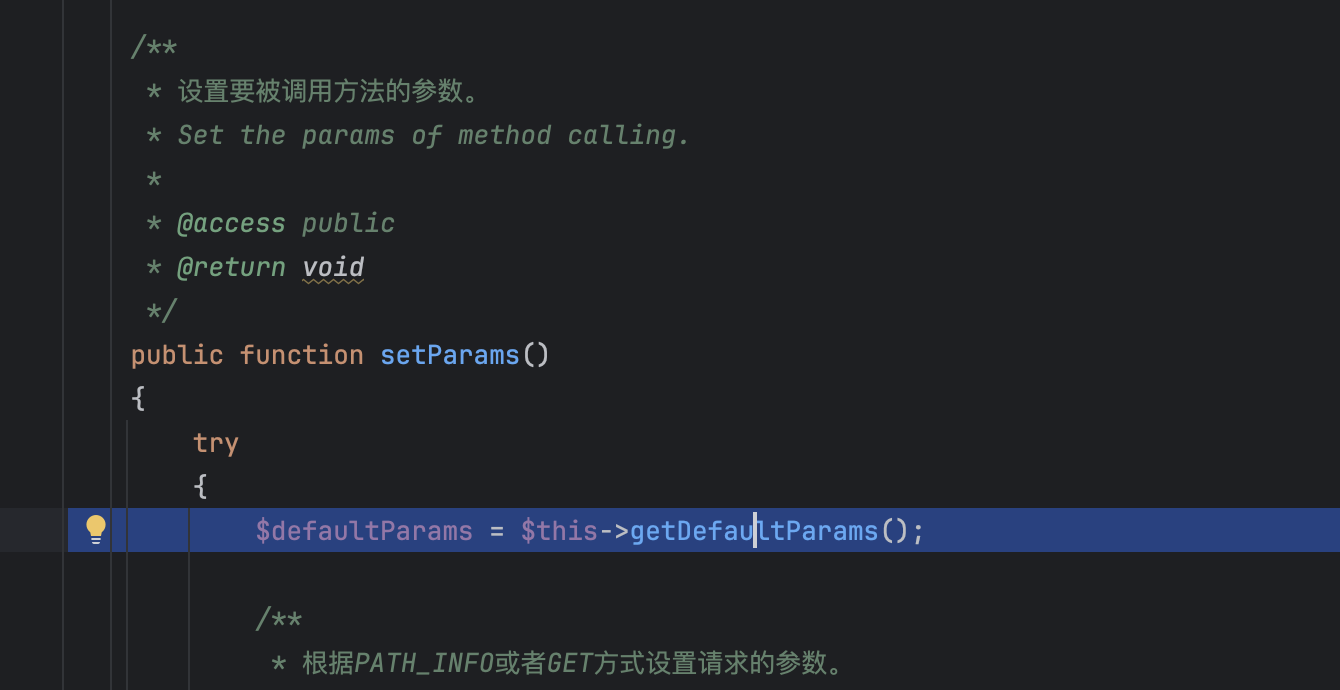 /**
 * 设置要被调用方法的参数。
 * Set the params of method calling.
 *
 * @access public
 * @return void
 */
public function setParams()
{
    try
    {
        $defaultParams = $this->getDefaultParams();
        /**
         * 根据PATH_INFO或者GET方式设置请求的参数。